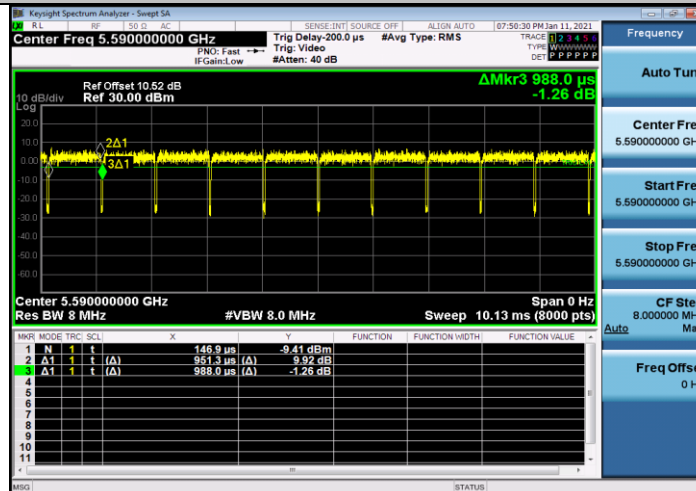 Keysight Spectrum Analyzer - Swept SA
RL RF 50 Ω AC SENSE:INT SOURCE OFF ALIGN AUTO 07:50:30 PM Jan 11, 2021
Center Freq 5.590000000 GHz
PNO: Fast
IFGain:Low
Trig Delay-200.0 µs
Trig: Video
#Atten: 40 dB
#Avg Type: RMS
TRACE 1 2 3 4 5 6
TYPE WWWWWW
DET P P P P P P
Ref Offset 10.52 dB
Ref 30.00 dBm
ΔMkr3 988.0 µs
-1.26 dB
10 dB/div
Log
20.0
10.0
0.00
-10.0
-20.0
-30.0
-40.0
-50.0
-60.0
2Δ1
3Δ1
Center 5.590000000 GHz
Span 0 Hz
Res BW 8 MHz
#VBW 8.0 MHz
Sweep 10.13 ms (8000 pts)
MKR MODE TRC SCL X Y FUNCTION FUNCTION WIDTH FUNCTION VALUE
1 N 1 t 146.9 µs -9.41 dBm
2 Δ1 1 t (Δ) 951.3 µs (Δ) 9.92 dB
3 Δ1 1 t (Δ) 988.0 µs (Δ) -1.26 dB
4
5
6
7
8
9
10
11
MSG
STATUS
Frequency
Auto Tun
Center Fre
5.590000000 GH
Start Fre
5.590000000 GH
Stop Fre
5.590000000 GH
CF Ste
8.000000 MH
Auto Ma
Freq Offse
0 H